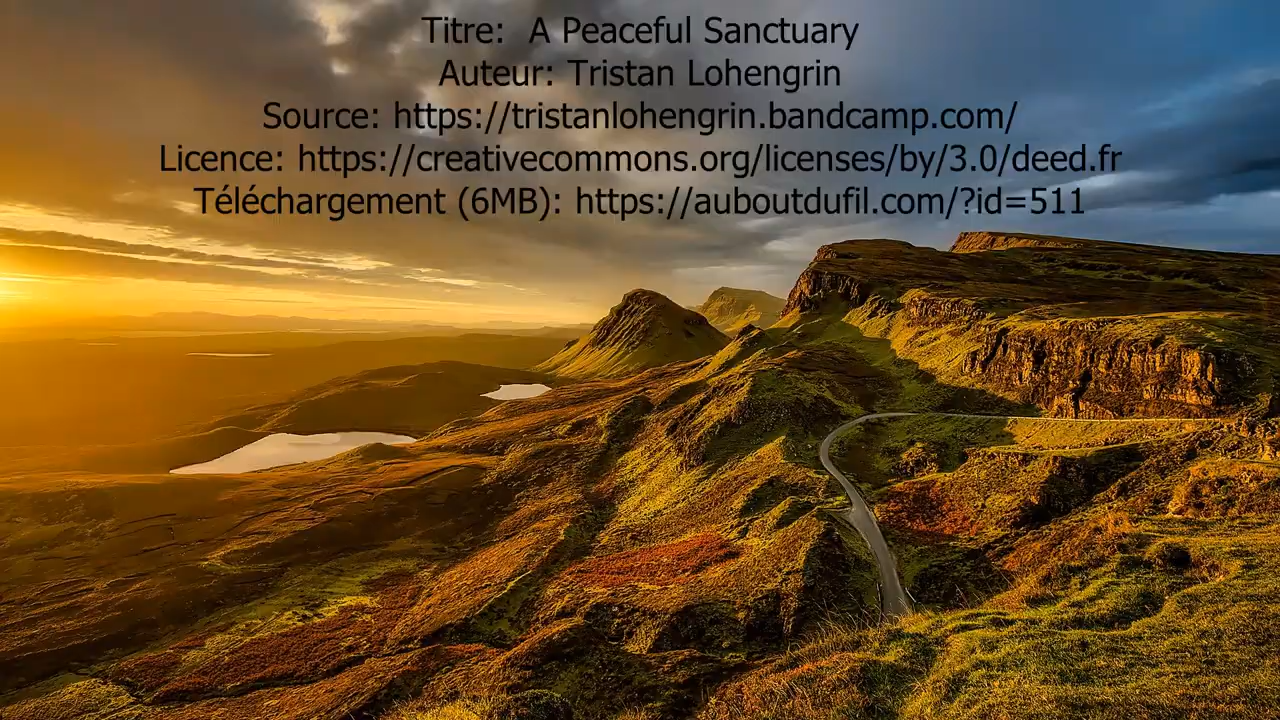 Titre:  A Peaceful Sanctuary
Auteur: Tristan Lohengrin
Source: https://tristanlohengrin.bandcamp.com/
Licence: https://creativecommons.org/licenses/by/3.0/deed.fr
Téléchargement (6MB): https://auboutdufil.com/?id=511